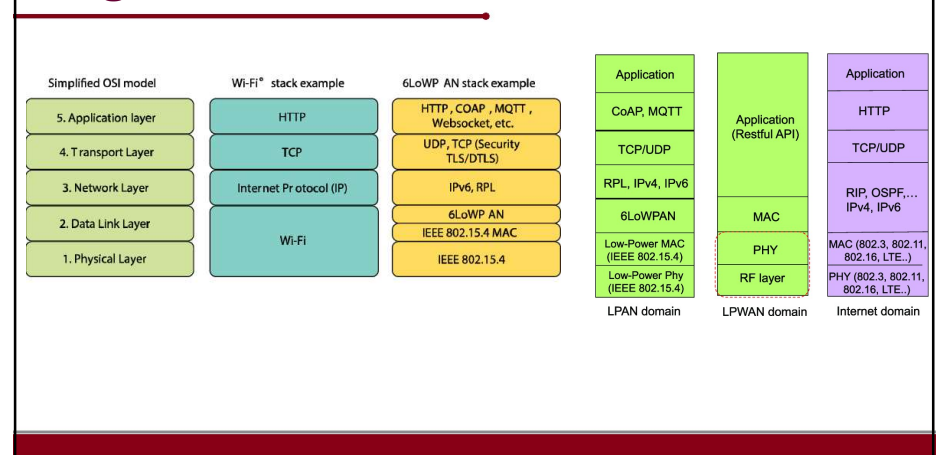 Simplified OSI model
5. Application layer
4. Transport Layer
3. Network Layer
2. Data Link Layer
1. Physical Layer
Wi-Fi® stack example
HTTP
TCP
Internet Pr otocol (IP)
Wi-Fi
6LoWP AN stack example
HTTP , COAP , MQTT ,
Websocket, etc.
UDP, TCP (Security
TLS/DTLS)
IPv6, RPL
6LoWP AN
IEEE 802.15.4 MAC
IEEE 802.15.4
Application
CoAP, MQTT
TCP/UDP
RPL, IPv4, IPv6
6LoWPAN
Low-Power MAC
(IEEE 802.15.4)
Low-Power Phy
(IEEE 802.15.4)
LPAN domain
Application
(Restful API)
MAC
PHY
RF layer
LPWAN domain
Application
HTTP
TCP/UDP
RIP, OSPF,...
IPv4, IPv6
MAC (802.3, 802.11,
802.16, LTE..)
PHY (802.3, 802.11,
802.16, LTE..)
Internet domain